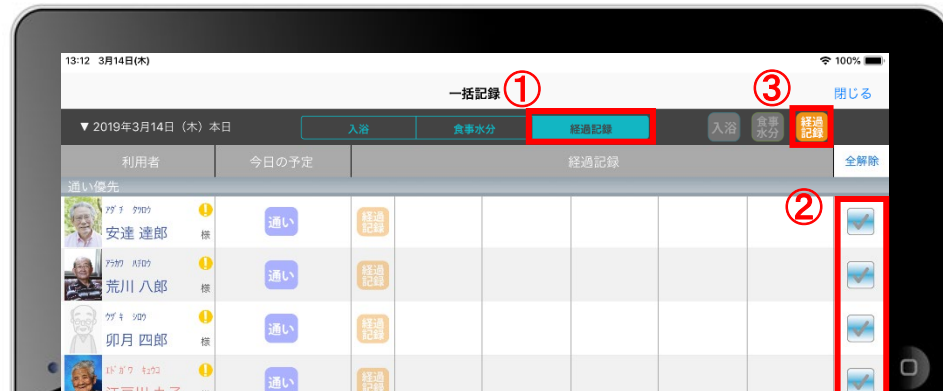 13:12 3月14日(木) 100%
一括記録 ① ③ 閉じる
▼ 2019年3月14日（木）本日 入浴 食事水分 経過記録 入浴 食事水分 経過記録
利用者 今日の予定 経過記録 全解除
通い優先
②
ｱﾀﾞﾁ ﾀﾂﾛｳ
安達 達郎 様 通い 経過記録
ｱﾗｶﾜ ﾊﾁﾛｳ
荒川 八郎 様 通い 経過記録
ｳﾂﾞｷ ｼﾛｳ
卯月 四郎 様 通い 経過記録
ｴﾄﾞｶﾞﾜ ｷｭｳｺ
通い 経過記録